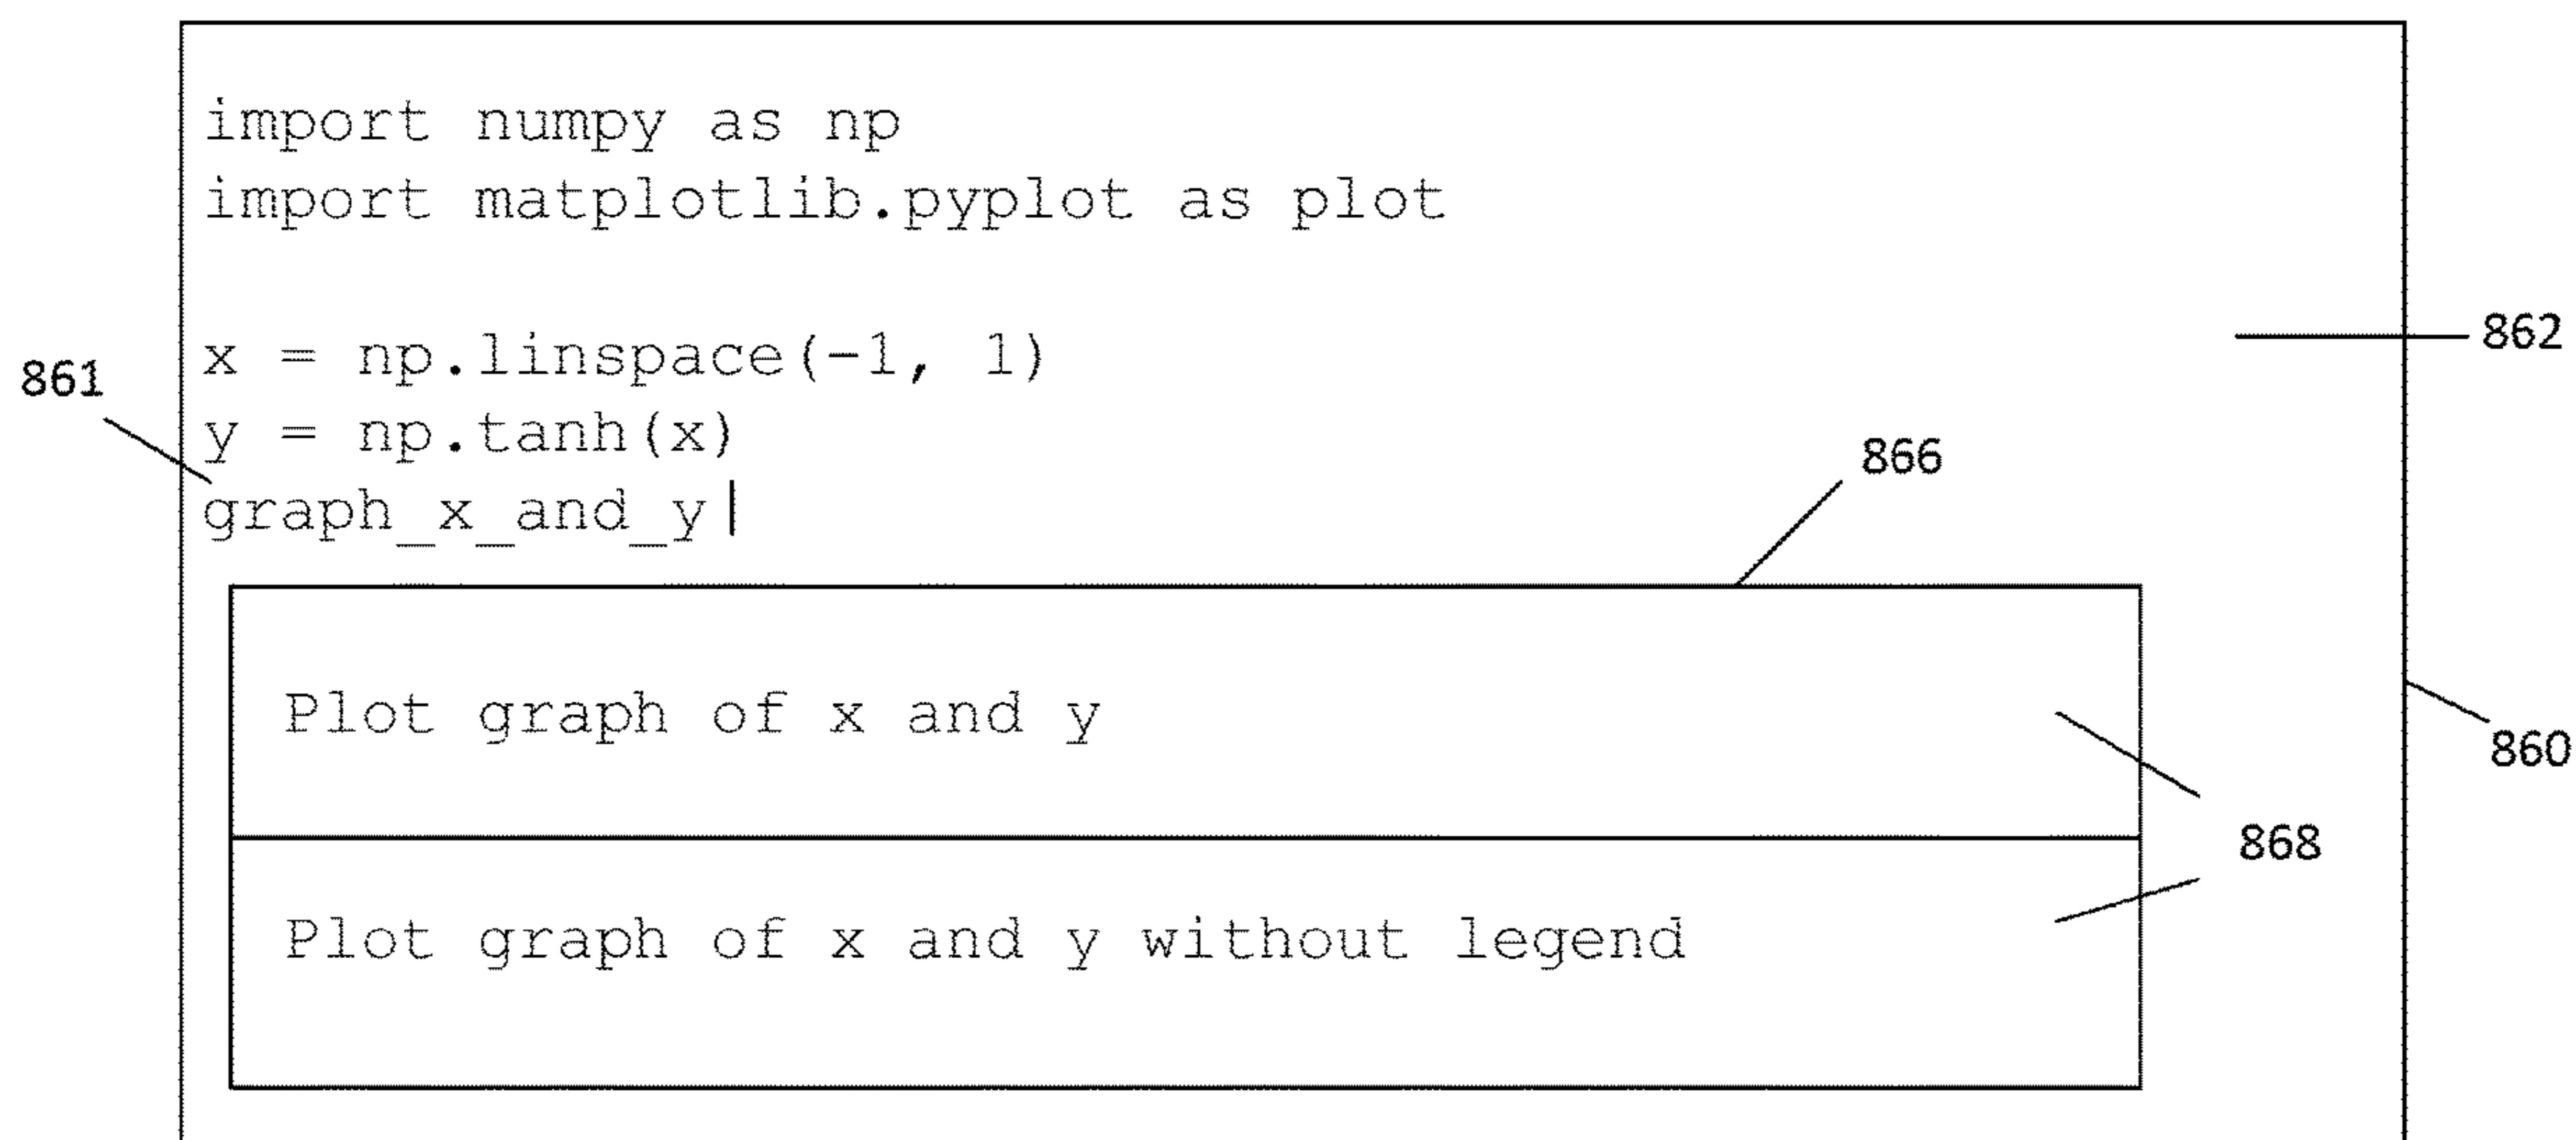 import numpy as np
import matplotlib.pyplot as plot
x = np.linspace(-1, 1)
862
861
y = np.tanh(x)
866
graph_x_and_y
Plot graph of x and y
860
868
Plot graph of x and y without legend